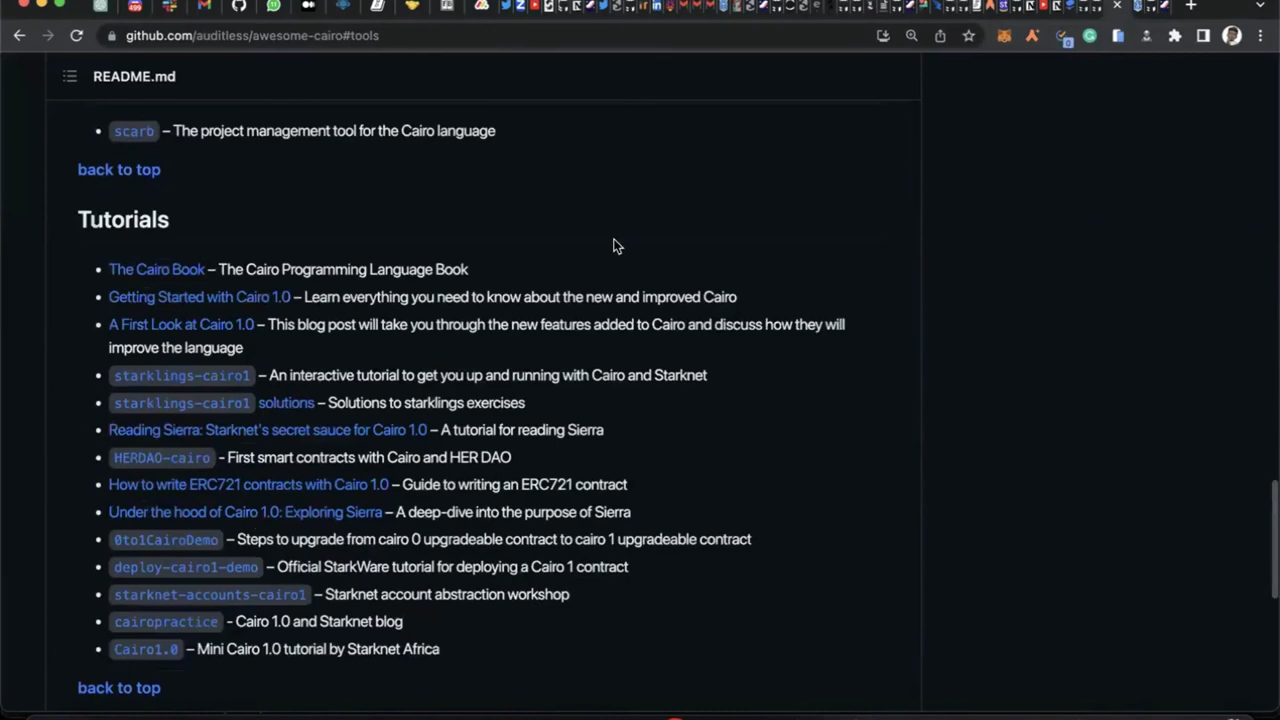 github.com/auditless/awesome-cairo#tools
README.md
scarb – The project management tool for the Cairo language
back to top
Tutorials
The Cairo Book – The Cairo Programming Language Book
Getting Started with Cairo 1.0 – Learn everything you need to know about the new and improved Cairo
A First Look at Cairo 1.0 – This blog post will take you through the new features added to Cairo and discuss how they will
improve the language
starklings-cairo1 – An interactive tutorial to get you up and running with Cairo and Starknet
starklings-cairo1 solutions – Solutions to starklings exercises
Reading Sierra: Starknet's secret sauce for Cairo 1.0 – A tutorial for reading Sierra
HERDAO-cairo - First smart contracts with Cairo and HER DAO
How to write ERC721 contracts with Cairo 1.0 – Guide to writing an ERC721 contract
Under the hood of Cairo 1.0: Exploring Sierra – A deep-dive into the purpose of Sierra
0to1CairoDemo – Steps to upgrade from cairo 0 upgradeable contract to cairo 1 upgradeable contract
deploy-cairo1-demo – Official StarkWare tutorial for deploying a Cairo 1 contract
starknet-accounts-cairo1 – Starknet account abstraction workshop
cairopractice - Cairo 1.0 and Starknet blog
Cairo1.0 – Mini Cairo 1.0 tutorial by Starknet Africa
back to top